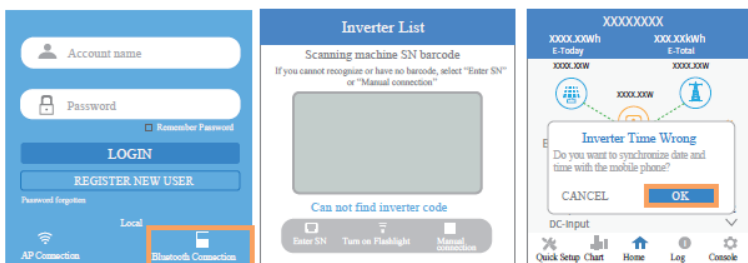 Account name
Password
Remember Password
LOGIN
REGISTER NEW USER
Password forgotten
Local
AP Connection
Bluetooth Connection
Inverter List
Scanning machine SN barcode
If you cannot recognize or have no barcode, select "Enter SN"
or "Manual connection"
Can not find inverter code
Enter SN
Turn on Flashlight
Manual
connection
XXXXXXXX
XXXX.XXWh
XXX.XXkWh
E-Today
E-Total
XXXX.XXW
XXXX.XXW
XXXX.XXW
E
Inverter Time Wrong
Do you want to synchronize date and
time with the mobile phone?
CANCEL
OK
DC-Input
Quick Setup
Chart
Home
Log
Console